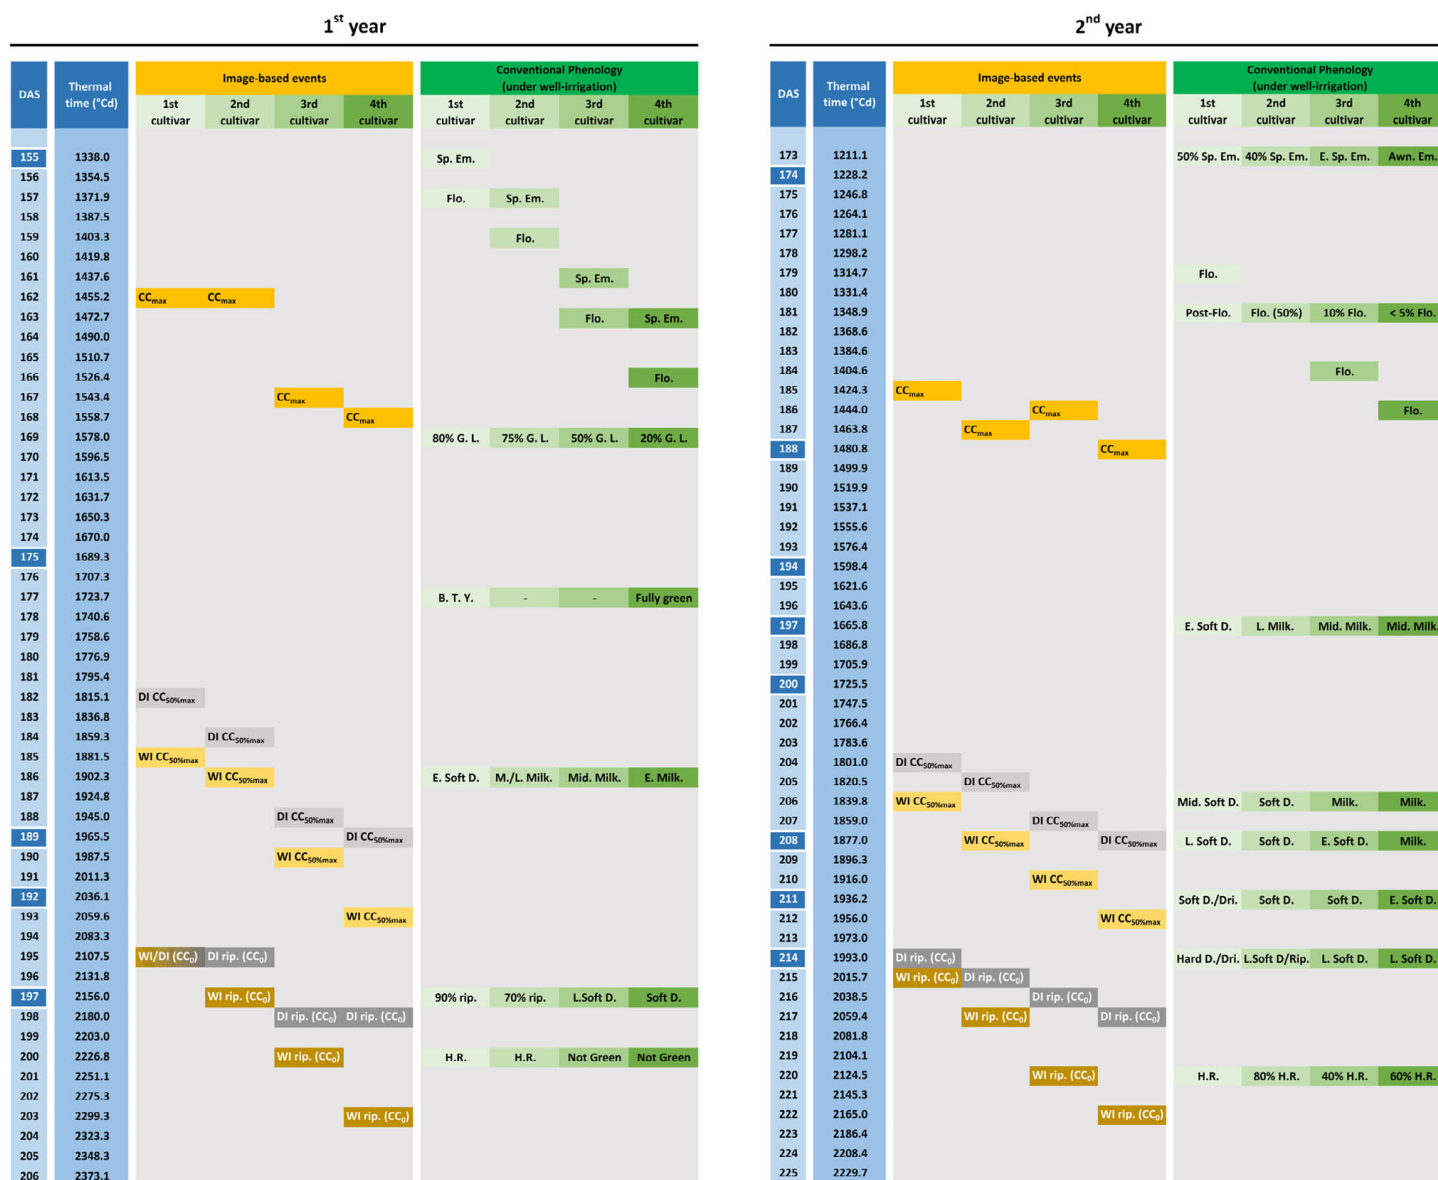 1st year
DAS Thermal time (°Cd) Image-based events Conventional Phenology (under well-irrigation)
1st cultivar 2nd cultivar 3rd cultivar 4th cultivar 1st cultivar 2nd cultivar 3rd cultivar 4th cultivar
155 1338.0 Sp. Em.
156 1354.5
157 1371.9 Flo. Sp. Em.
158 1387.5
159 1403.3 Flo.
160 1419.8
161 1437.6 Sp. Em.
162 1455.2 CCmax CCmax
163 1472.7 Flo. Sp. Em.
164 1490.0
165 1510.7
166 1526.4 Flo.
167 1543.4 CCmax
168 1558.7 CCmax
169 1578.0 80% G. L. 75% G. L. 50% G. L. 20% G. L.
170 1596.5
171 1613.5
172 1631.7
173 1650.3
174 1670.0
175 1689.3
176 1707.3
177 1723.7 B. T. Y. - - Fully green
178 1740.6
179 1758.6
180 1776.9
181 1795.4
182 1815.1 DI CC50%max
183 1836.8
184 1859.3 DI CC50%max
185 1881.5 WI CC50%max
186 1902.3 WI CC50%max E. Soft D. M./L. Milk. Mid. Milk. E. Milk.
187 1924.8
188 1945.0 DI CC50%max
189 1965.5 DI CC50%max
190 1987.5 WI CC50%max
191 2011.3
192 2036.1
193 2059.6 WI CC50%max
194 2083.3
195 2107.5 WI/DI (CC0) DI rip. (CC0)
196 2131.8
197 2156.0 WI rip. (CC0) 90% rip. 70% rip. L.Soft D. Soft D.
198 2180.0 DI rip. (CC0) DI rip. (CC0)
199 2203.0
200 2226.8 WI rip. (CC0) H.R. H.R. Not Green Not Green
201 2251.1
202 2275.3
203 2299.3 WI rip. (CC0)
204 2323.3
205 2348.3
206 2373.1
2nd year
DAS Thermal time (°Cd) Image-based events Conventional Phenology (under well-irrigation)
1st cultivar 2nd cultivar 3rd cultivar 4th cultivar 1st cultivar 2nd cultivar 3rd cultivar 4th cultivar
173 1211.1 50% Sp. Em. 40% Sp. Em. E. Sp. Em. Awn. Em.
174 1228.2
175 1246.8
176 1264.1
177 1281.1
178 1298.2
179 1314.7 Flo.
180 1331.4
181 1348.9 Post-Flo. Flo. (50%) 10% Flo. < 5% Flo.
182 1368.6
183 1384.6
184 1404.6 Flo.
185 1424.3 CCmax
186 1444.0 CCmax Flo.
187 1463.8 CCmax
188 1480.8 CCmax
189 1499.9
190 1519.9
191 1537.1
192 1555.6
193 1576.4
194 1598.4
195 1621.6
196 1643.6
197 1665.8 E. Soft D. L. Milk. Mid. Milk. Mid. Milk.
198 1686.8
199 1705.9
200 1725.5
201 1747.5
202 1766.4
203 1783.6
204 1801.0 DI CC50%max
205 1820.5 DI CC50%max
206 1839.8 WI CC50%max Mid. Soft D. Soft D. Milk. Milk.
207 1859.0 DI CC50%max
208 1877.0 WI CC50%max DI CC50%max L. Soft D. Soft D. E. Soft D. Milk.
209 1896.3
210 1916.0 WI CC50%max
211 1936.2 Soft D./Dri. Soft D. Soft D. E. Soft D.
212 1956.0 WI CC50%max
213 1973.0
214 1993.0 DI rip. (CC0) Hard D./Dri. L.Soft D/Rip. L. Soft D. L. Soft D.
215 2015.7 WI rip. (CC0) DI rip. (CC0)
216 2038.5 DI rip. (CC0)
217 2059.4 WI rip. (CC0) DI rip. (CC0)
218 2081.8
219 2104.1
220 2124.5 WI rip. (CC0) H.R. 80% H.R. 40% H.R. 60% H.R.
221 2145.3
222 2165.0 WI rip. (CC0)
223 2186.4
224 2208.4
225 2229.7